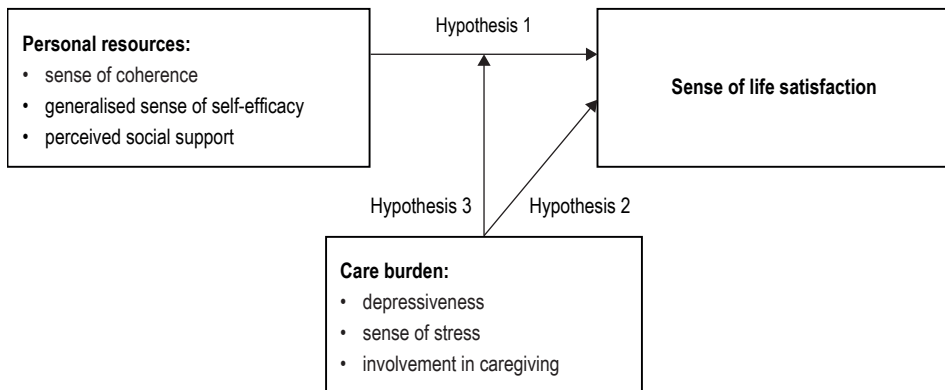 Hypothesis 1
Personal resources:
• sense of coherence
• generalised sense of self-efficacy
• perceived social support
Sense of life satisfaction
Hypothesis 3
Hypothesis 2
Care burden:
• depressiveness
• sense of stress
• involvement in caregiving